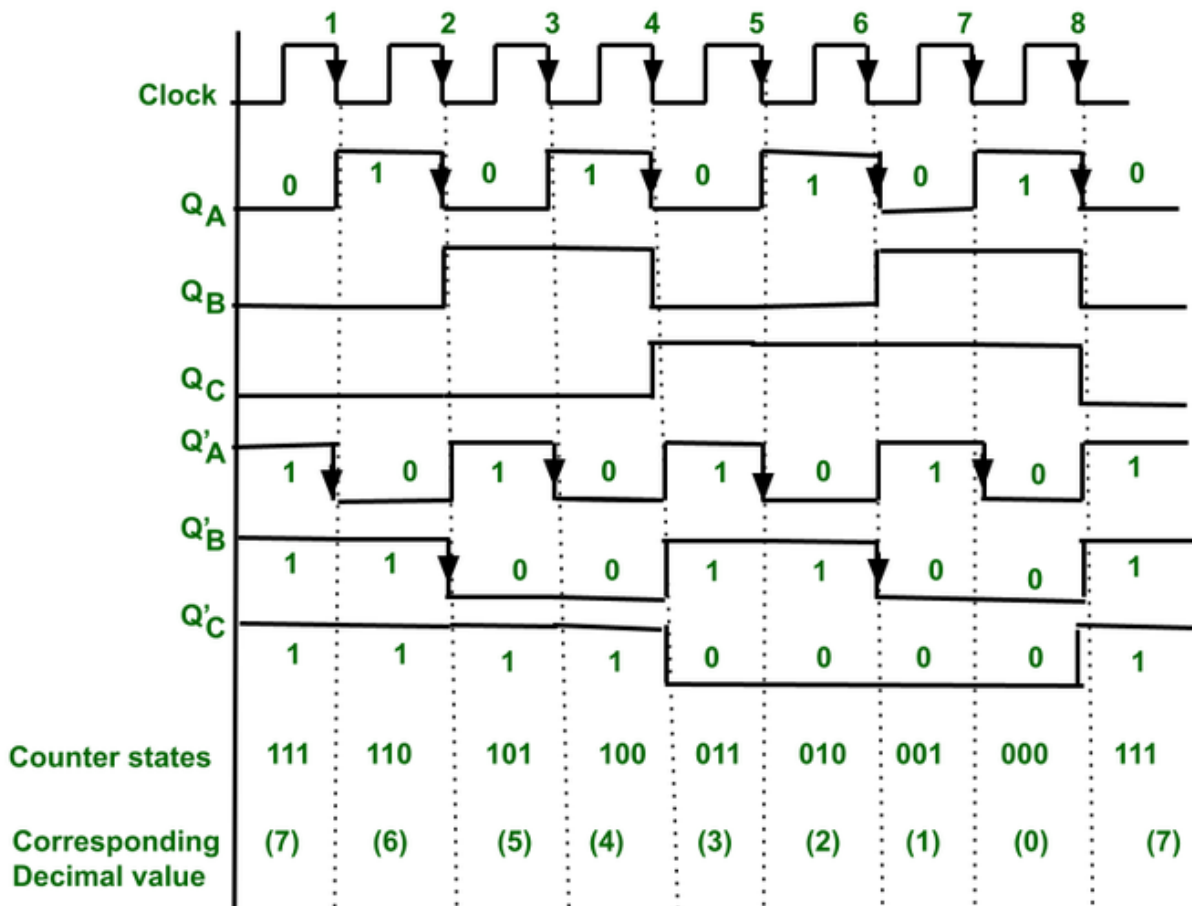 1 2 3 4 5 6 7 8
Clock
0 1 0 1 0 1 0 1 0
QA
QB
QC
Q'A
1 0 1 0 1 0 1 0 1
Q'B
1 1 0 0 1 1 0 0 1
Q'C
1 1 1 1 0 0 0 0 1
Counter states 111 110 101 100 011 010 001 000 111
Corresponding (7) (6) (5) (4) (3) (2) (1) (0) (7)
Decimal value